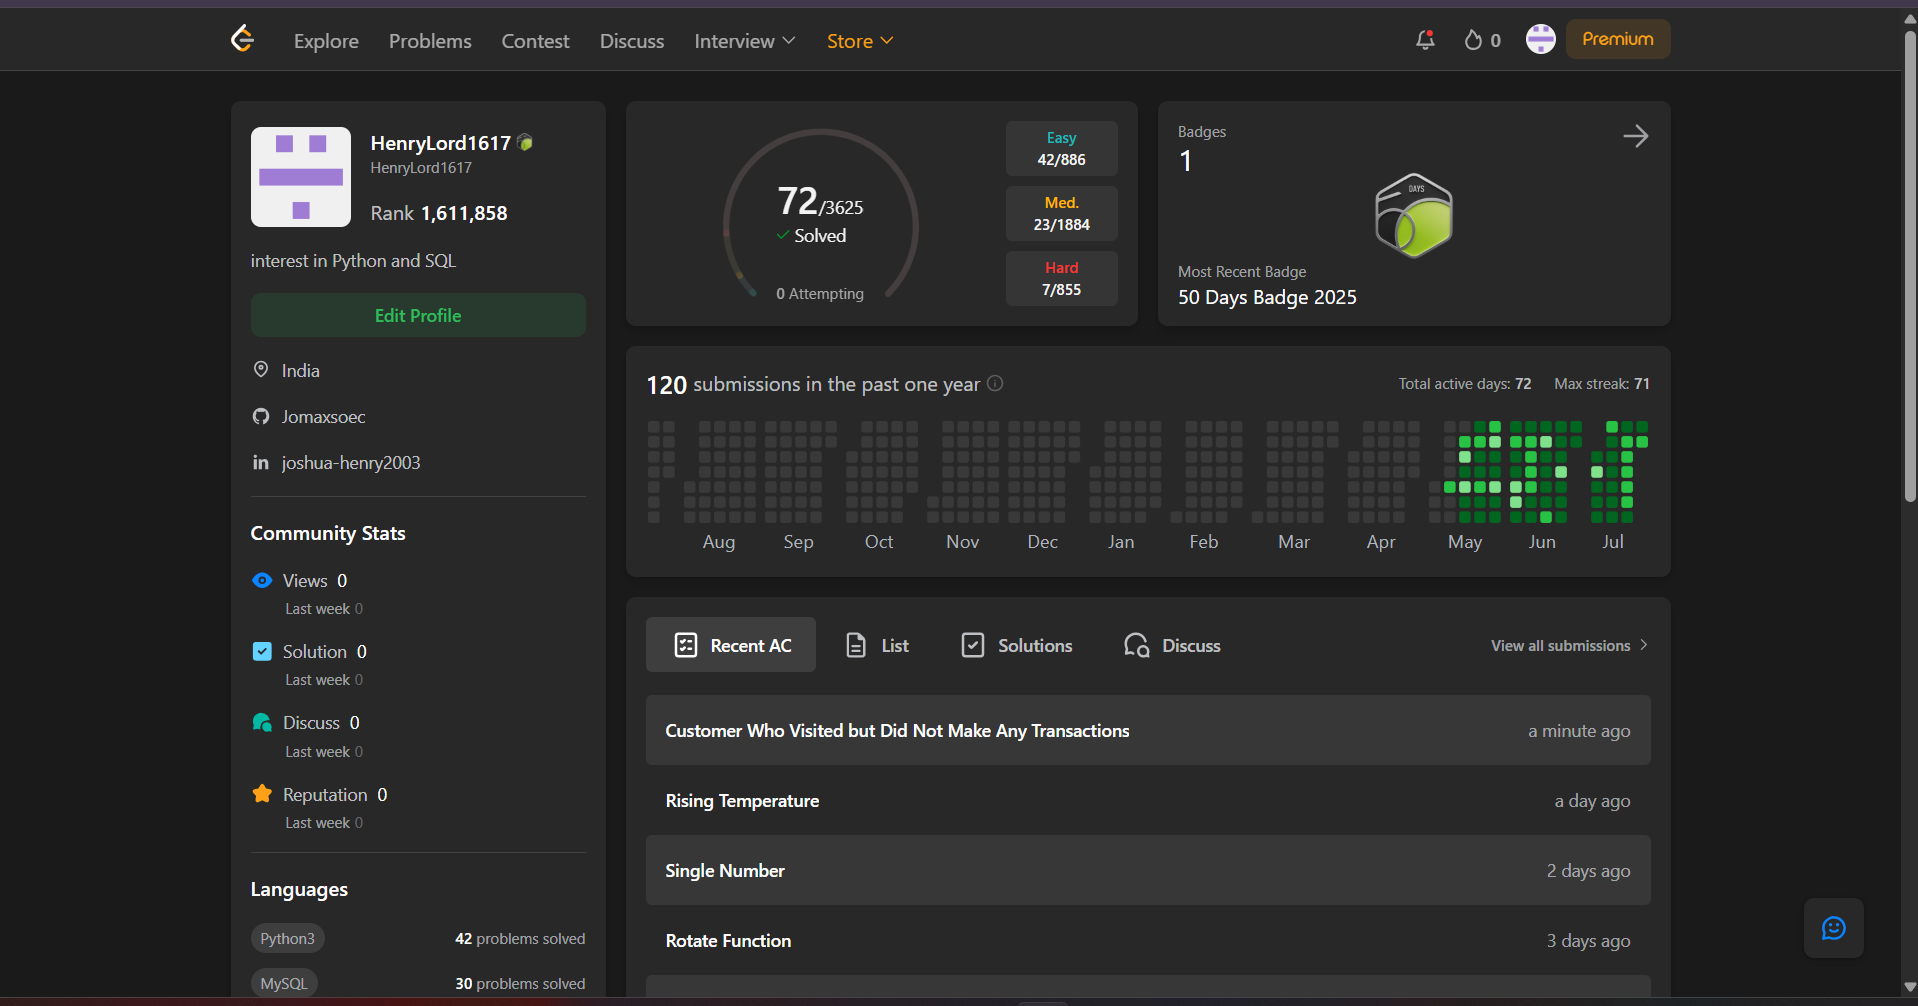 Explore Problems Contest Discuss Interview Store 0 Premium
HenryLord1617
HenryLord1617
Rank 1,611,858
interest in Python and SQL
Edit Profile
India
Jomaxsoec
joshua-henry2003
Community Stats
Views 0
Last week 0
Solution 0
Last week 0
Discuss 0
Last week 0
Reputation 0
Last week 0
Languages
Python3 42 problems solved
MySQL 30 problems solved
72/3625
Solved
0 Attempting
Easy
42/886
Med.
23/1884
Hard
7/855
Badges
1
DAYS
Most Recent Badge
50 Days Badge 2025
120 submissions in the past one year
Total active days: 72 Max streak: 71
Aug Sep Oct Nov Dec Jan Feb Mar Apr May Jun Jul
Recent AC List Solutions Discuss View all submissions
Customer Who Visited but Did Not Make Any Transactions a minute ago
Rising Temperature a day ago
Single Number 2 days ago
Rotate Function 3 days ago